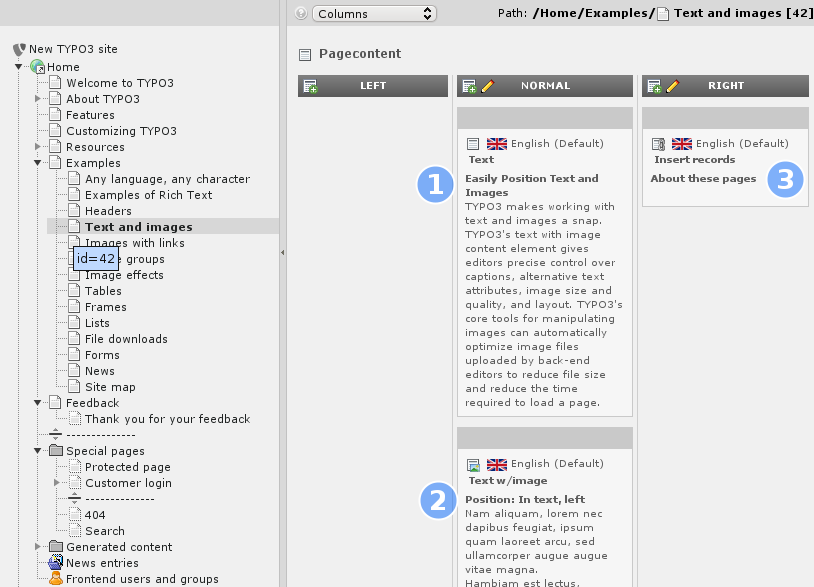 Columns
Path: /Home/Examples/ Text and images [42]
New TYPO3 site
Home
Welcome to TYPO3
About TYPO3
Features
Customizing TYPO3
Resources
Examples
Any language, any character
Examples of Rich Text
Headers
Text and images
Images with links
id=42 e groups
Image effects
Tables
Frames
Lists
File downloads
Forms
News
Site map
Feedback
Thank you for your feedback
--------------
Special pages
Protected page
Customer login
--------------
404
Search
Generated content
News entries
Frontend users and groups
Pagecontent
LEFT
NORMAL
RIGHT
1
English (Default)
Text
Easily Position Text and
Images
TYPO3 makes working with
text and images a snap.
TYPO3's text with image
content element gives
editors precise control over
captions, alternative text
attributes, image size and
quality, and layout. TYPO3's
core tools for manipulating
images can automatically
optimize image files
uploaded by back-end
editors to reduce file size
and reduce the time
required to load a page.
2
English (Default)
Text w/image
Position: In text, left
Nam aliquam, lorem nec
dapibus feugiat, ipsum
quam laoreet arcu, sed
ullamcorper augue augue
vitae magna.
Hambiam est lectus.
English (Default)
Insert records
About these pages
3